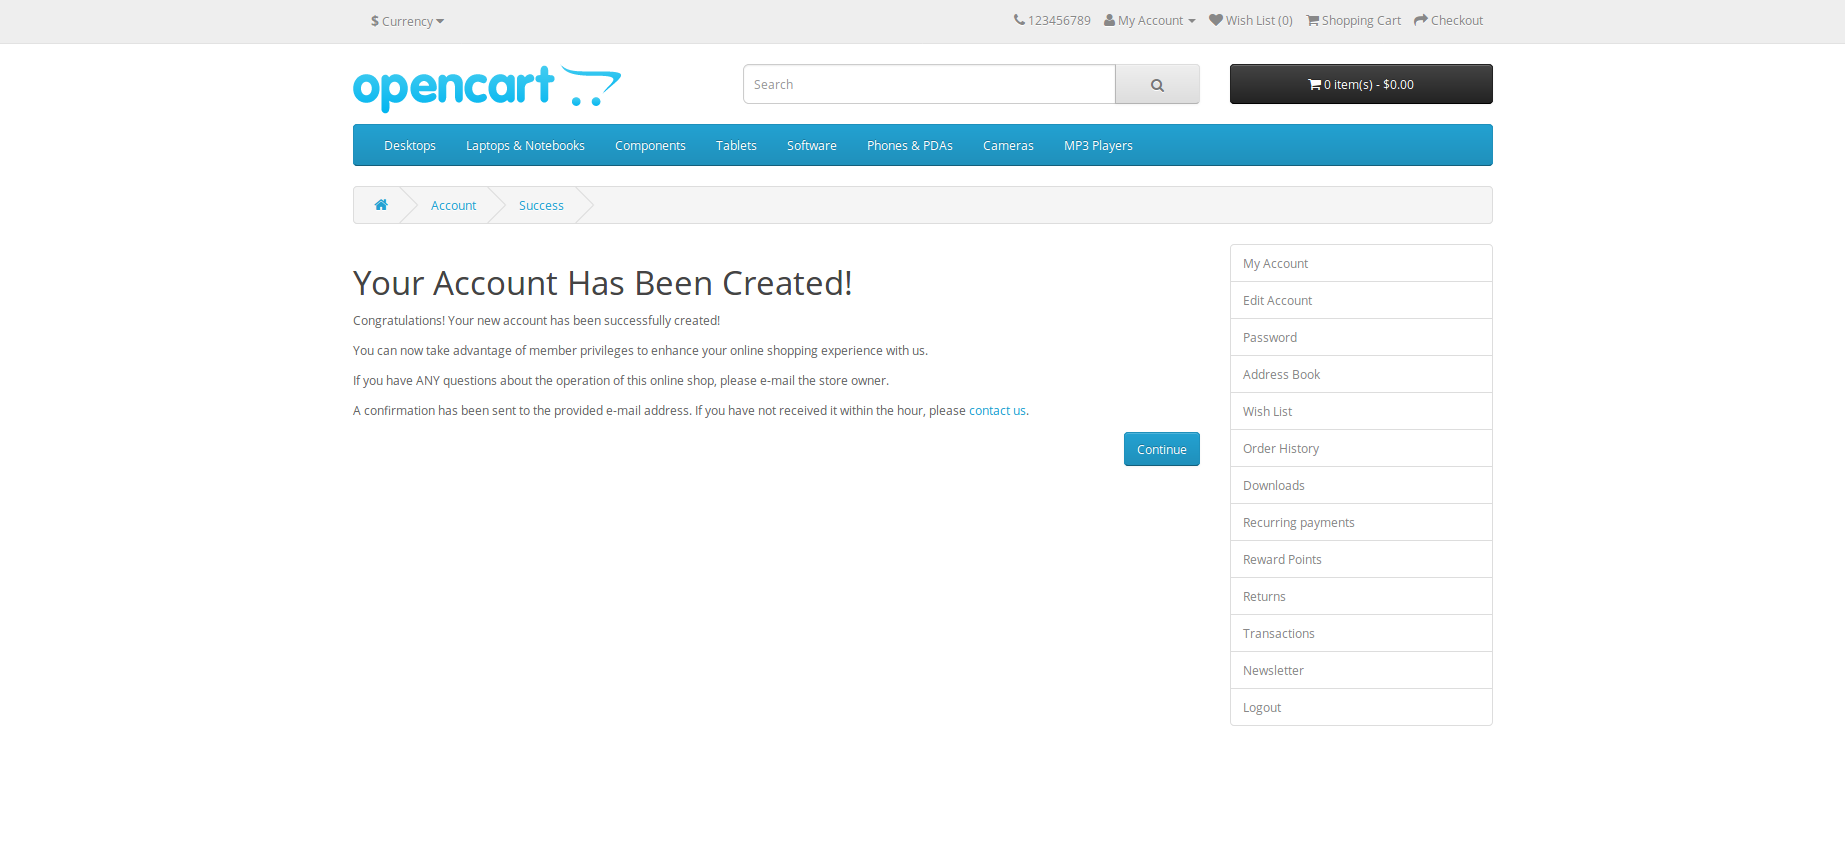 $ Currency
123456789 My Account Wish List (0) Shopping Cart Checkout
opencart
Search
0 item(s) - $0.00
Desktops Laptops & Notebooks Components Tablets Software Phones & PDAs Cameras MP3 Players
Account Success
Your Account Has Been Created!
Congratulations! Your new account has been successfully created!
You can now take advantage of member privileges to enhance your online shopping experience with us.
If you have ANY questions about the operation of this online shop, please e-mail the store owner.
A confirmation has been sent to the provided e-mail address. If you have not received it within the hour, please contact us.
Continue
My Account
Edit Account
Password
Address Book
Wish List
Order History
Downloads
Recurring payments
Reward Points
Returns
Transactions
Newsletter
Logout